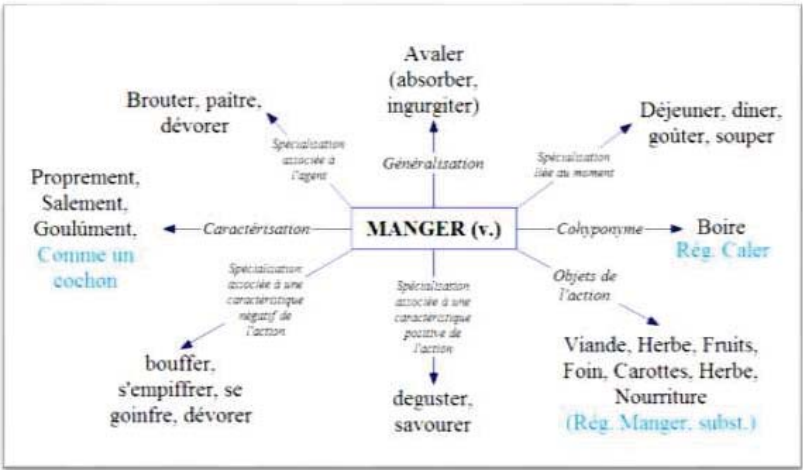 Avaler
(absorber,
ingurgiter)
Brouter, paitre,
dévorer
Déjeuner, diner,
goûter, souper
Spécialisation
associée à
l'agent
Généralisation
Spécialisation
liée au moment
Proprement,
Salement,
Goulûment,
Comme un
cochon
Caractérisation
MANGER (v.)
Cohyponyme
Boire
Rég. Caler
Spécialisation
associée à une
caractéristique
négatif de
l'action
Spécialisation
associée à une
caractéristique
positive de
l'action
Objets de
l'action
bouffer,
s'empiffrer, se
goinfre, dévorer
deguster,
savourer
Viande, Herbe, Fruits,
Foin, Carottes, Herbe,
Nourriture
(Rég. Manger, subst.)